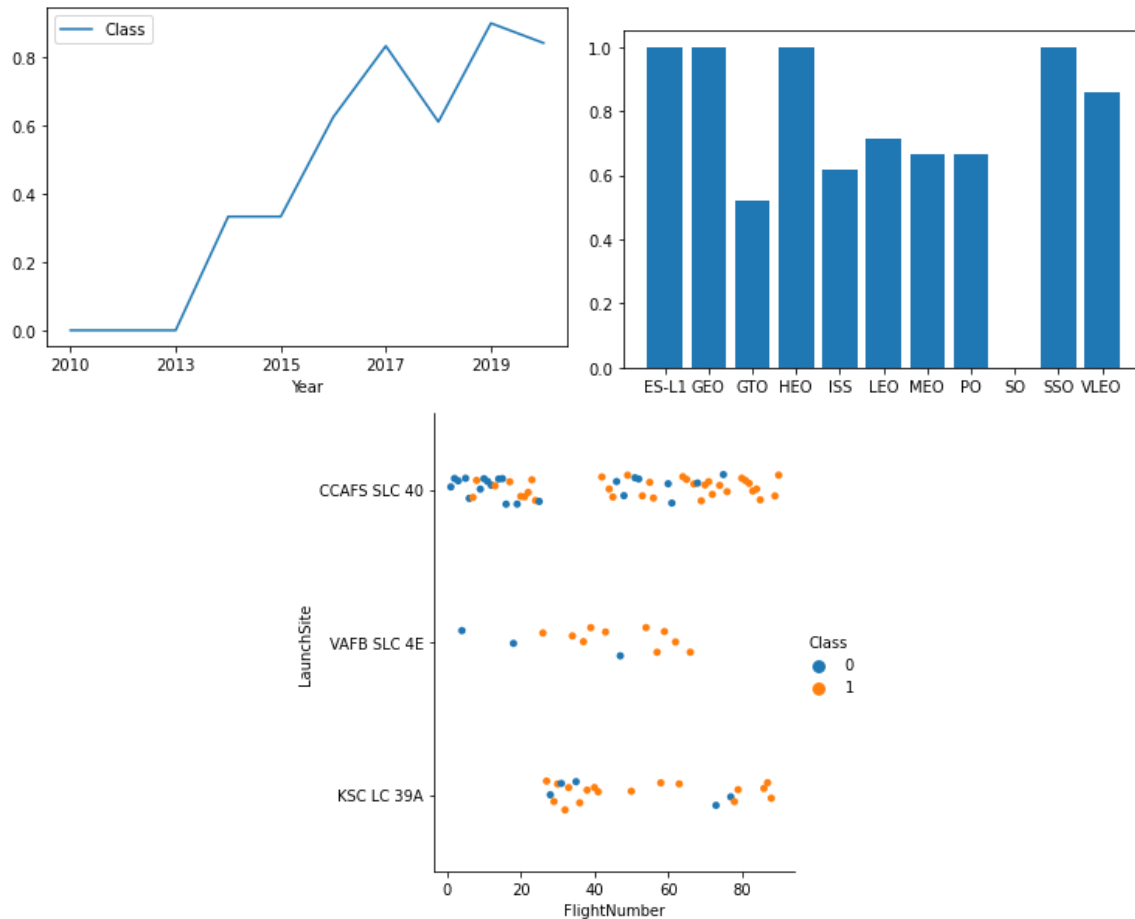 Class
0.8
0.6
0.4
0.2
0.0
2010 2013 2015 2017 2019
Year
1.0
0.8
0.6
0.4
0.2
0.0
ES-L1 GEO GTO HEO ISS LEO MEO PO SO SSO VLEO
CCAFS SLC 40
VAFB SLC 4E
KSC LC 39A
LaunchSite
0 20 40 60 80
FlightNumber
Class
0
1